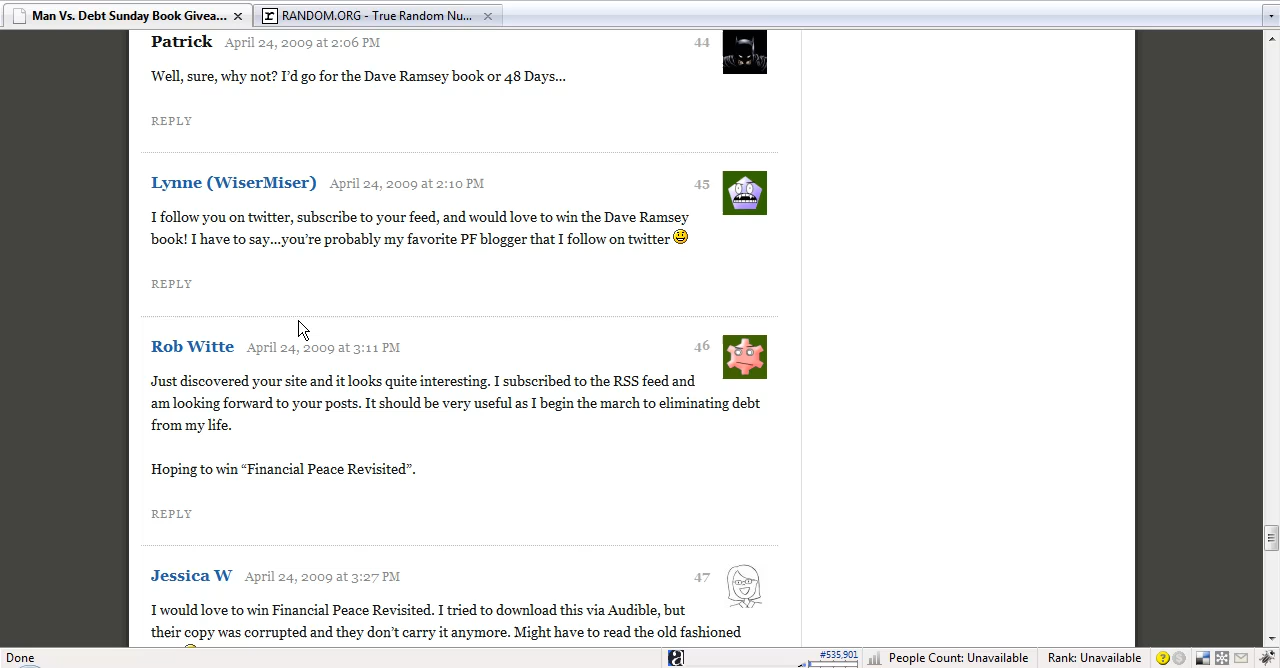 Man Vs. Debt Sunday Book Givea...
RANDOM.ORG - True Random Nu...
Patrick April 24, 2009 at 2:06 PM 44
Well, sure, why not? I'd go for the Dave Ramsey book or 48 Days...
REPLY
Lynne (WiserMiser) April 24, 2009 at 2:10 PM 45
I follow you on twitter, subscribe to your feed, and would love to win the Dave Ramsey
book! I have to say...you're probably my favorite PF blogger that I follow on twitter
REPLY
Rob Witte April 24, 2009 at 3:11 PM 46
Just discovered your site and it looks quite interesting. I subscribed to the RSS feed and
am looking forward to your posts. It should be very useful as I begin the march to eliminating debt
from my life.
Hoping to win “Financial Peace Revisited”.
REPLY
Jessica W April 24, 2009 at 3:27 PM 47
I would love to win Financial Peace Revisited. I tried to download this via Audible, but
their copy was corrupted and they don't carry it anymore. Might have to read the old fashioned
Done a #535,901 People Count: Unavailable Rank: Unavailable